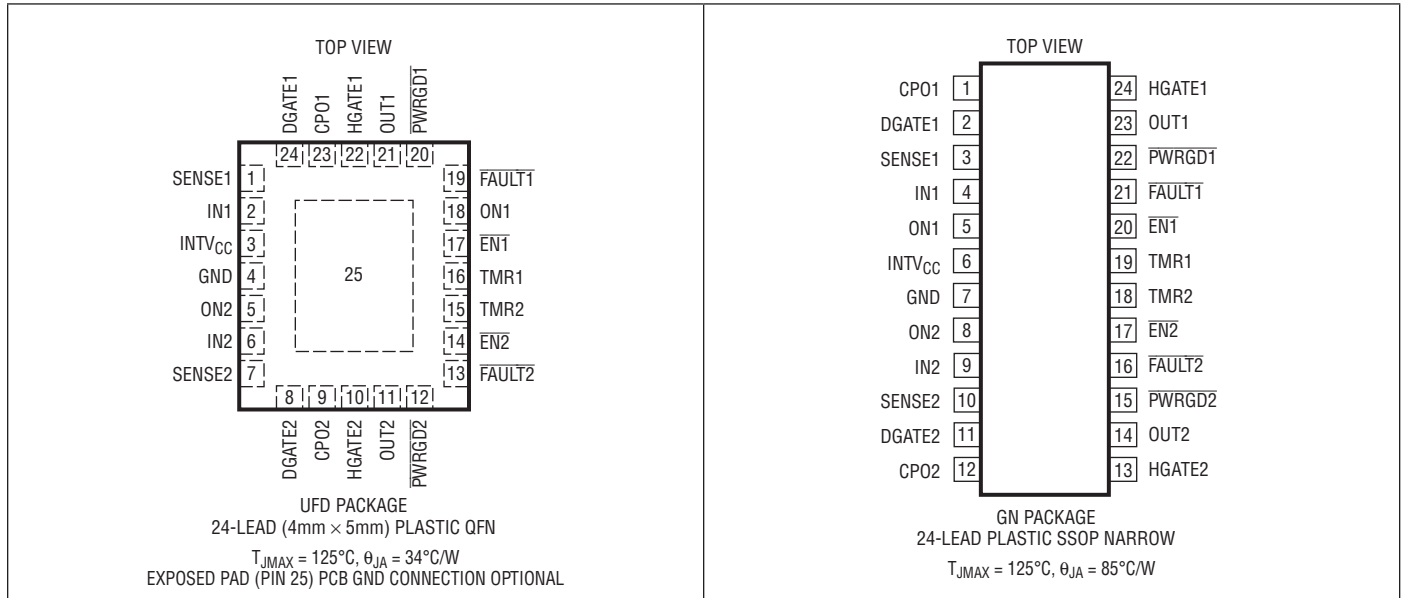 TOP VIEW
DGATE1
CPO1
HGATE1
OUT1
PWRGD1
24 23 22 21 20
SENSE1 1
IN1 2
INTVCC 3
GND 4
ON2 5
IN2 6
SENSE2 7
19 FAULT1
18 ON1
17 EN1
16 TMR1
15 TMR2
14 EN2
13 FAULT2
25
8 9 10 11 12
DGATE2
CPO2
HGATE2
OUT2
PWRGD2
UFD PACKAGE
24-LEAD (4mm × 5mm) PLASTIC QFN
TJMAX = 125°C, θJA = 34°C/W
EXPOSED PAD (PIN 25) PCB GND CONNECTION OPTIONAL
TOP VIEW
CPO1 1
DGATE1 2
SENSE1 3
IN1 4
ON1 5
INTVCC 6
GND 7
ON2 8
IN2 9
SENSE2 10
DGATE2 11
CPO2 12
24 HGATE1
23 OUT1
22 PWRGD1
21 FAULT1
20 EN1
19 TMR1
18 TMR2
17 EN2
16 FAULT2
15 PWRGD2
14 OUT2
13 HGATE2
GN PACKAGE
24-LEAD PLASTIC SSOP NARROW
TJMAX = 125°C, θJA = 85°C/W